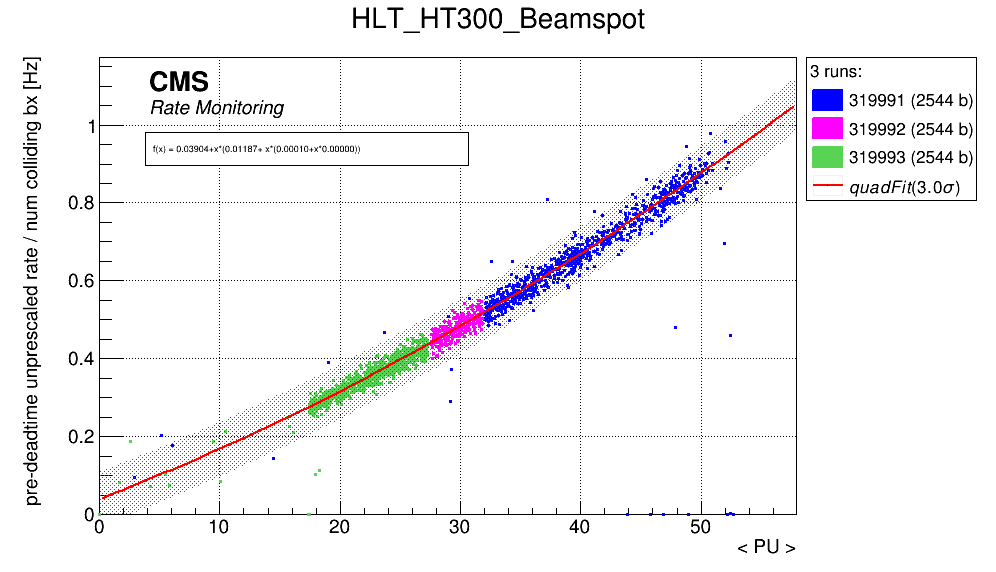 HLT_HT300_Beamspot
pre-deadtime unprescaled rate / num colliding bx [Hz]
CMS
Rate Monitoring
f(x) = 0.03904+x*(0.01187+ x*(0.00010+x*0.00000))
3 runs:
319991 (2544 b)
319992 (2544 b)
319993 (2544 b)
quadFit(3.0σ)
1
0.8
0.6
0.4
0.2
0
0 10 20 30 40 50
< PU >